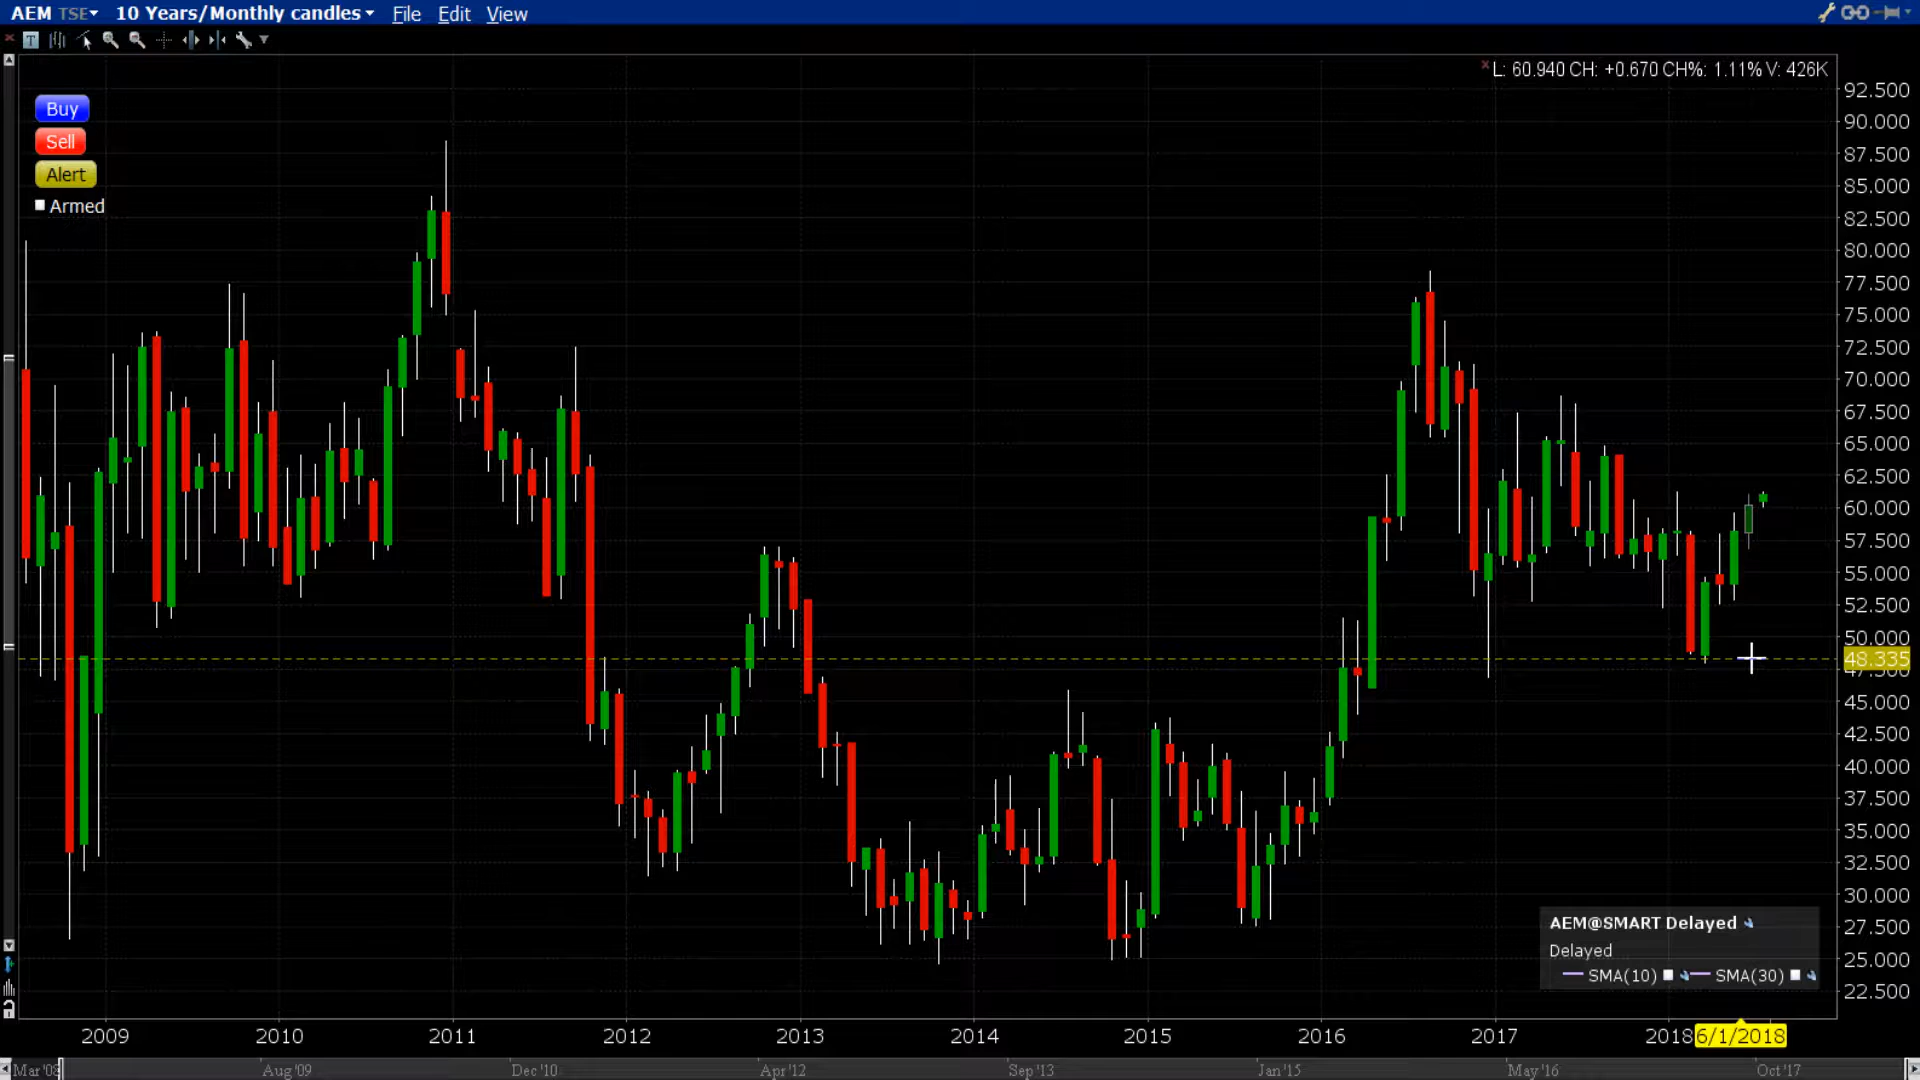 AEM TSE 10 Years/Monthly candles File Edit View
T
L: 60.940 CH: +0.670 CH%: 1.11% V: 426K
Buy
Sell
Alert
Armed
92.500
90.000
87.500
85.000
82.500
80.000
77.500
75.000
72.500
70.000
67.500
65.000
62.500
60.000
57.500
55.000
52.500
50.000
48.335
47.500
45.000
42.500
40.000
37.500
35.000
32.500
30.000
27.500
25.000
22.500
AEM@SMART Delayed
Delayed
SMA(10) SMA(30)
2009 2010 2011 2012 2013 2014 2015 2016 2017 2018 6/1/2018
Mar'08 Aug'09 Dec'10 Apr'12 Sep'13 Jan'15 May'16 Oct'17